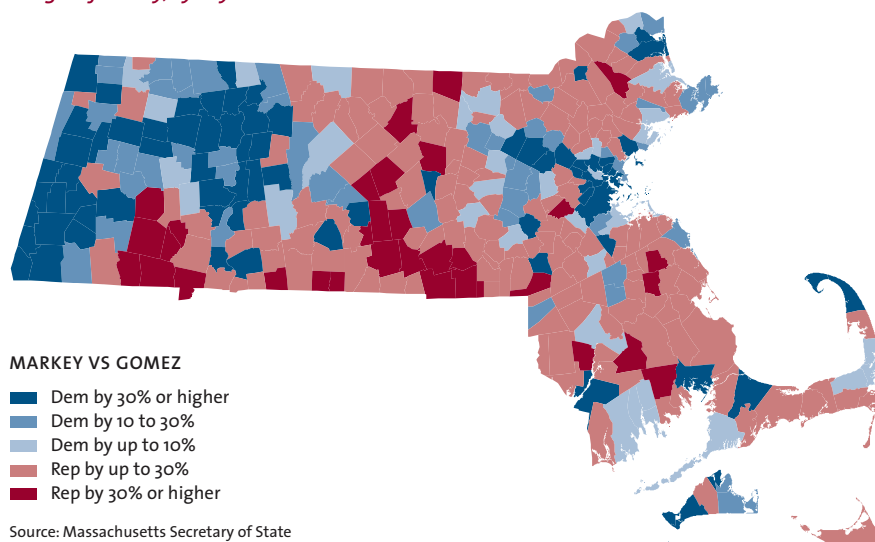 MARKEY VS GOMEZ
Dem by 30% or higher
Dem by 10 to 30%
Dem by up to 10%
Rep by up to 30%
Rep by 30% or higher
Source: Massachusetts Secretary of State